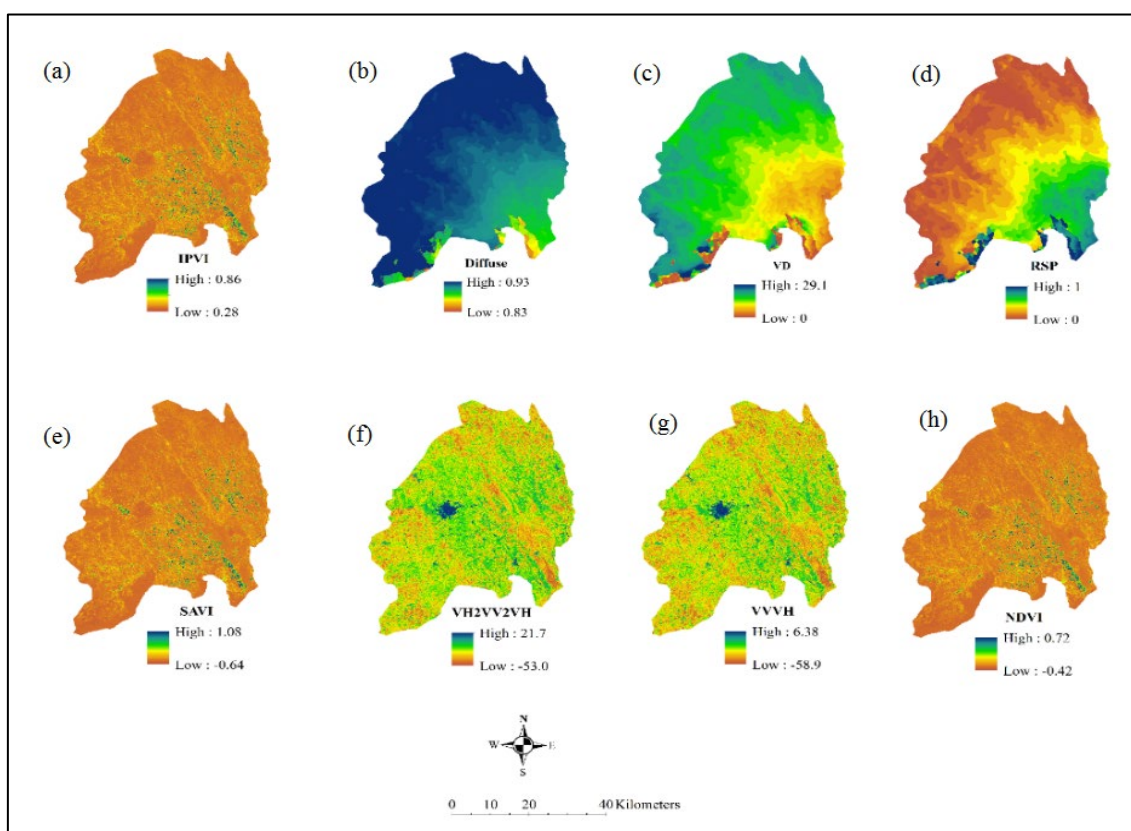 (a)
(b)
(c)
(d)
IPVI
High : 0.86
Low : 0.28
Diffuse
High : 0.93
Low : 0.83
VD
High : 29.1
Low : 0
RSP
High : 1
Low : 0
(e)
(f)
(g)
(h)
SAVI
High : 1.08
Low : -0.64
VH2VV2VH
High : 21.7
Low : -53.0
VVVH
High : 6.38
Low : -58.9
NDVI
High : 0.72
Low : -0.42
N
W E
S
0 10 20 40 Kilometers